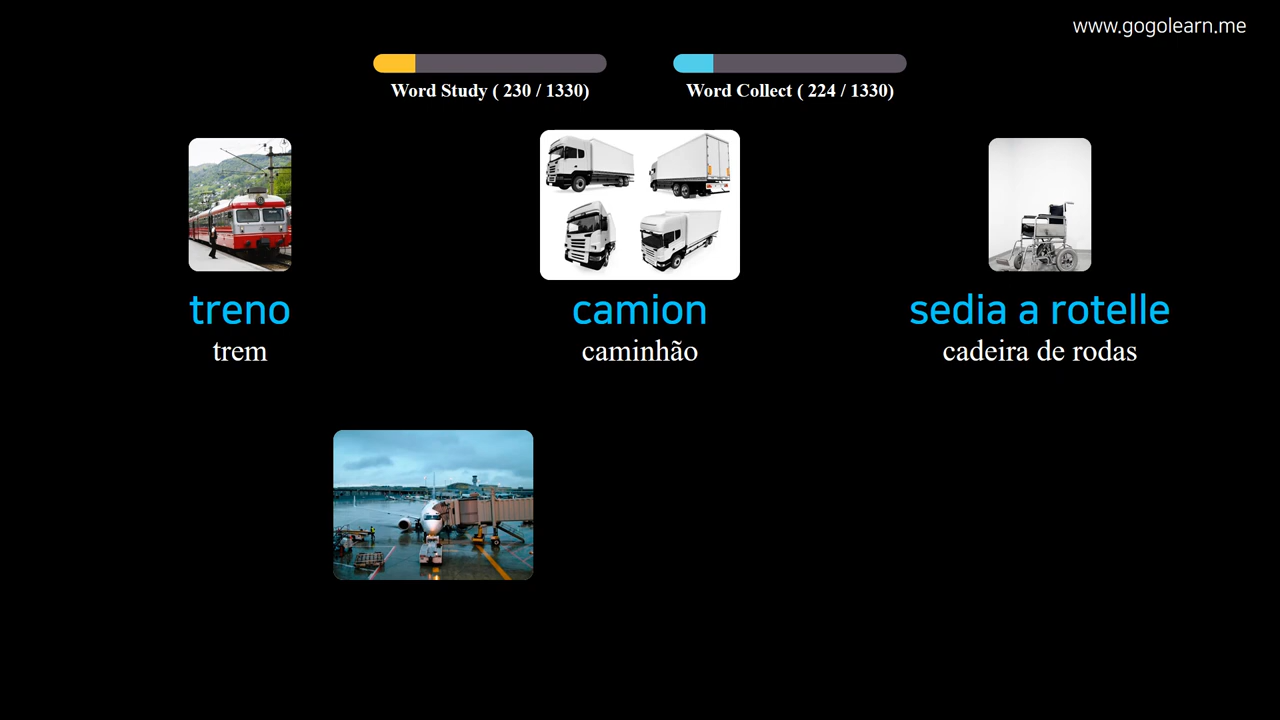 www.gogolearn.me
Word Study ( 230 / 1330)
Word Collect ( 224 / 1330)
treno
camion
sedia a rotelle
trem
caminhão
cadeira de rodas